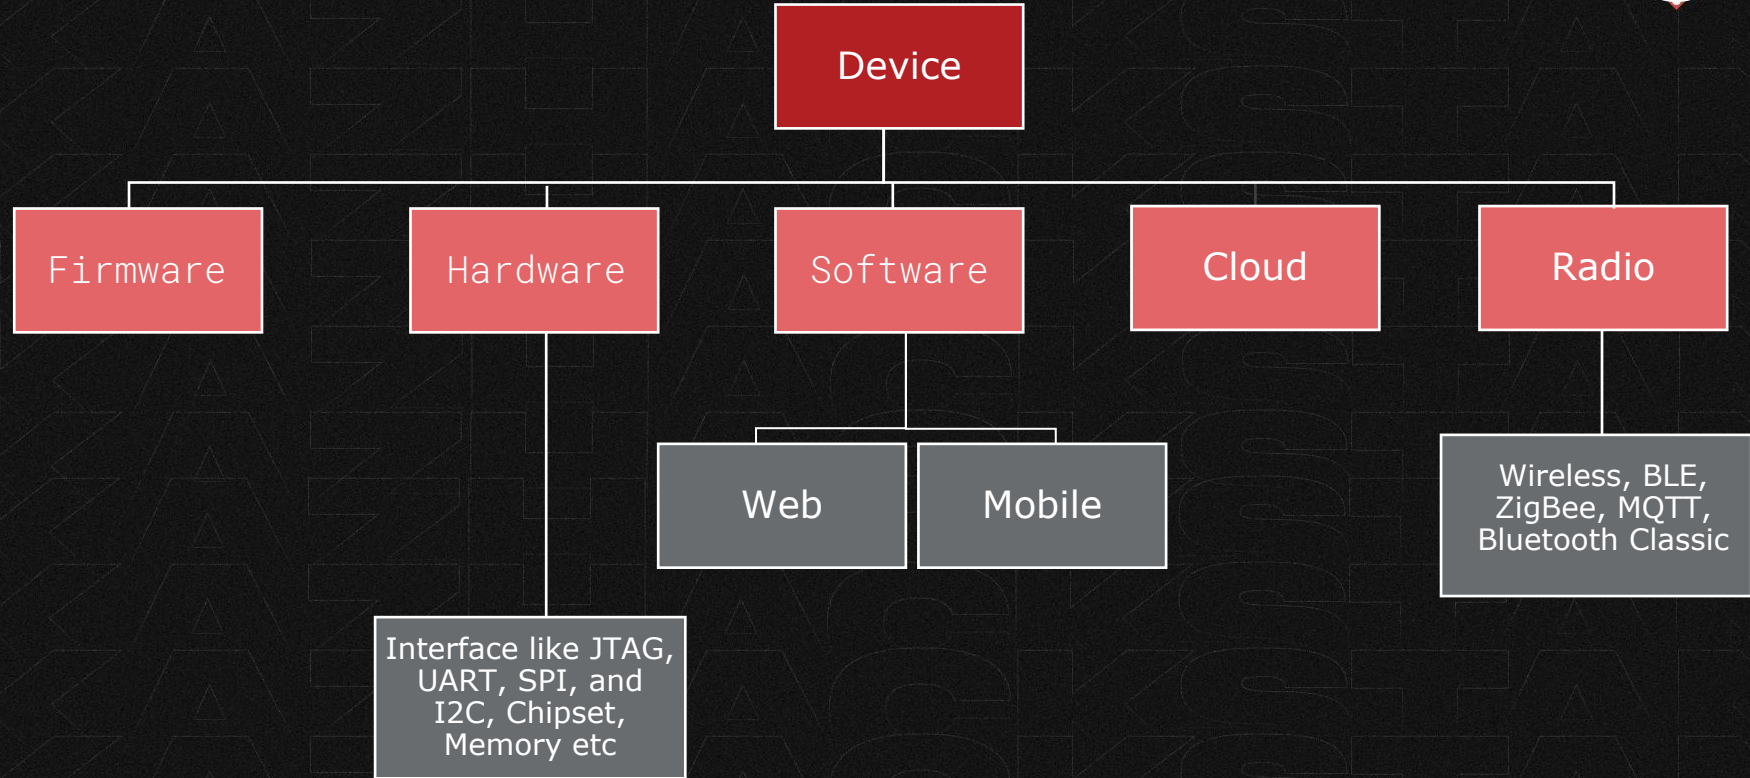 Device
Firmware
Hardware
Software
Cloud
Radio
Web
Mobile
Wireless, BLE,
ZigBee, MQTT,
Bluetooth Classic
Interface like JTAG,
UART, SPI, and
I2C, Chipset,
Memory etc